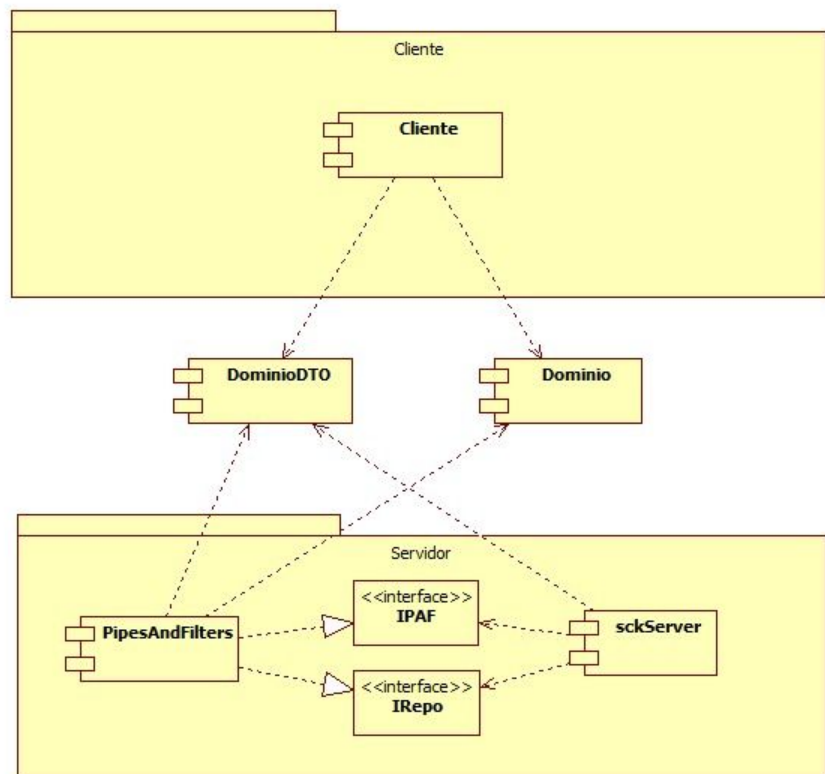 Cliente
Cliente
DominioDTO
Dominio
Servidor
PipesAndFilters
<<interface>>
IPAF
sckServer
<<interface>>
IRepo